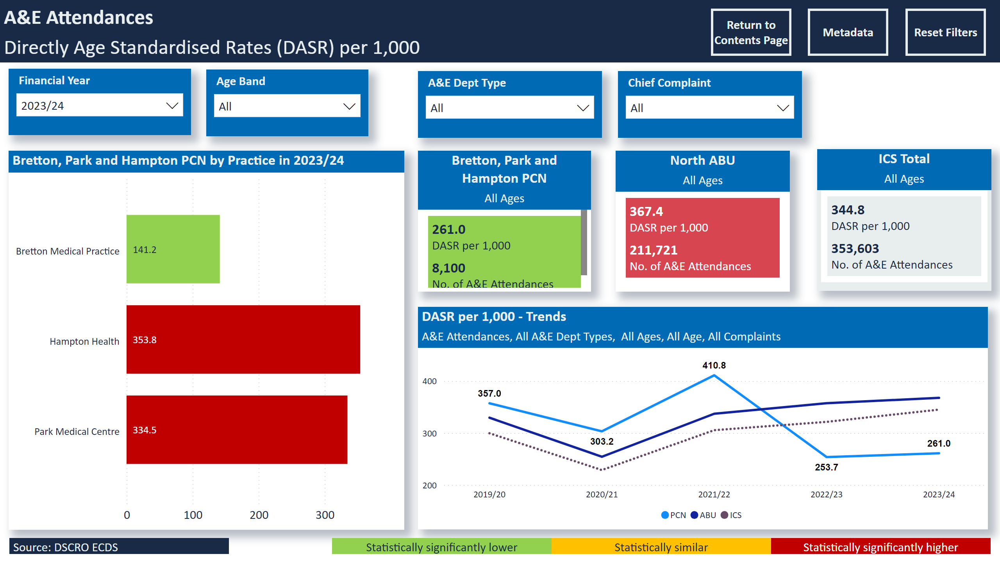 A&E Attendances
Directly Age Standardised Rates (DASR) per 1,000
Return to
Contents Page
Metadata
Reset Filters
Financial Year
2023/24
Age Band
All
A&E Dept Type
All
Chief Complaint
All
Bretton, Park and Hampton PCN by Practice in 2023/24
Bretton Medical Practice
141.2
Hampton Health
353.8
Park Medical Centre
334.5
0 100 200 300
Bretton, Park and
Hampton PCN
All Ages
261.0
DASR per 1,000
8,100
No. of A&E Attendances
North ABU
All Ages
367.4
DASR per 1,000
211,721
No. of A&E Attendances
ICS Total
All Ages
344.8
DASR per 1,000
353,603
No. of A&E Attendances
DASR per 1,000 - Trends
A&E Attendances, All A&E Dept Types,  All Ages, All Age, All Complaints
410.8
400
357.0
300
303.2
261.0
253.7
200
2019/20 2020/21 2021/22 2022/23 2023/24
PCN ABU ICS
Source: DSCRO ECDS
Statistically significantly lower
Statistically similar
Statistically significantly higher